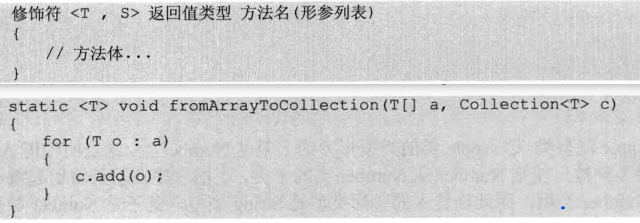 修饰符 <T , S> 返回值类型 方法名(形参列表)
{
// 方法体...
}
static <T> void fromArrayToCollection(T[] a, Collection<T> c)
{
for (T o : a)
{
c.add(o);
}
}